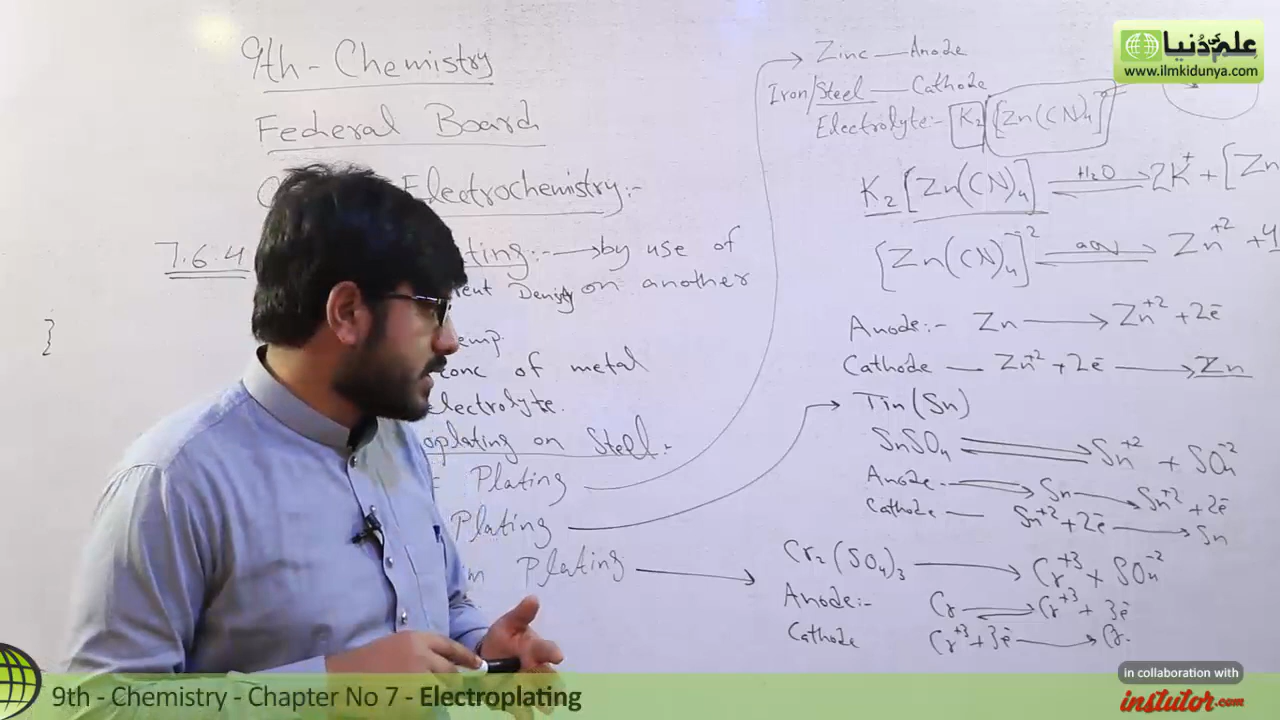 9th - Chemistry
Federal Board
Electrochemistry:-
7.6.4 ting:- → by use of
Density on another
Temp
conc of metal
electrolyte.
oplating on Steel:-
Plating
Plating
Plating
Zinc — Anode
Iron/Steel — Cathode
Electrolyte:- K2 [Zn(CN)4]
K2[Zn(CN)4] H2O 2K+ + [Zn
[Zn(CN)4]-2 aq Zn+2 + 4
Anode:- Zn → Zn+2 + 2ē
Cathode — Zn+2 + 2ē → Zn
Tin (Sn)
SnSO4 ⇌ Sn+2 + SO4-2
Anode — Sn → Sn+2 + 2ē
Cathode — Sn+2 + 2ē → Sn
Cr2(SO4)3 → Cr+3 + SO4-2
Anode:- Cr Cr+3 + 3ē
Cathode Cr+3 + 3ē → Cr.
علم کی دُنیا
www.ilmkidunya.com
9th - Chemistry - Chapter No 7 - Electroplating
in collaboration with
instutor.com